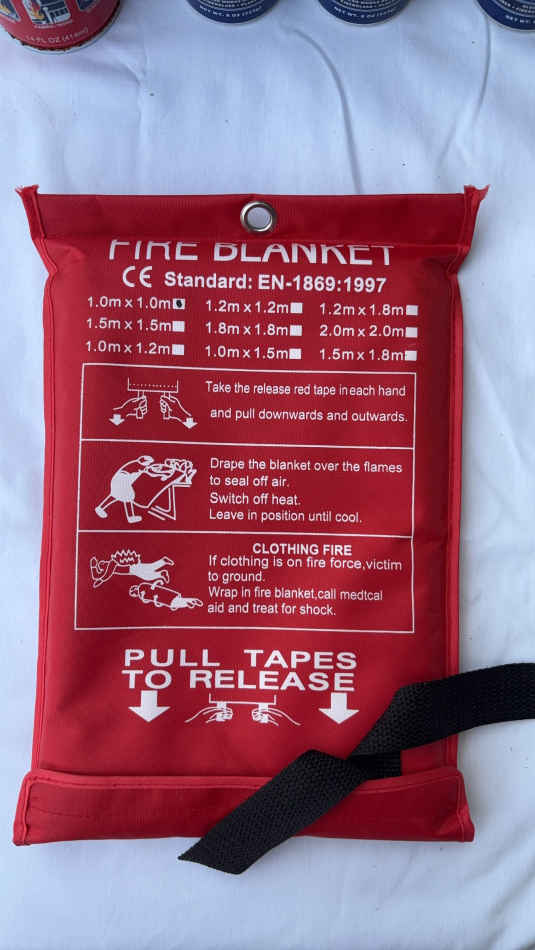 14 FL OZ (414ml)
FIRE BLANKET
CE Standard: EN-1869:1997
1.0m x 1.0m 1.2m x 1.2m 1.2m x 1.8m
1.5m x 1.5m 1.8m x 1.8m 2.0m x 2.0m
1.0m x 1.2m 1.0m x 1.5m 1.5m x 1.8m
Take the release red tape in each hand
and pull downwards and outwards.
Drape the blanket over the flames
to seal off air.
Switch off heat.
Leave in position until cool.
CLOTHING FIRE
If clothing is on fire force,victim
to ground.
Wrap in fire blanket,call medtcal
aid and treat for shock.
PULL TAPES
TO RELEASE